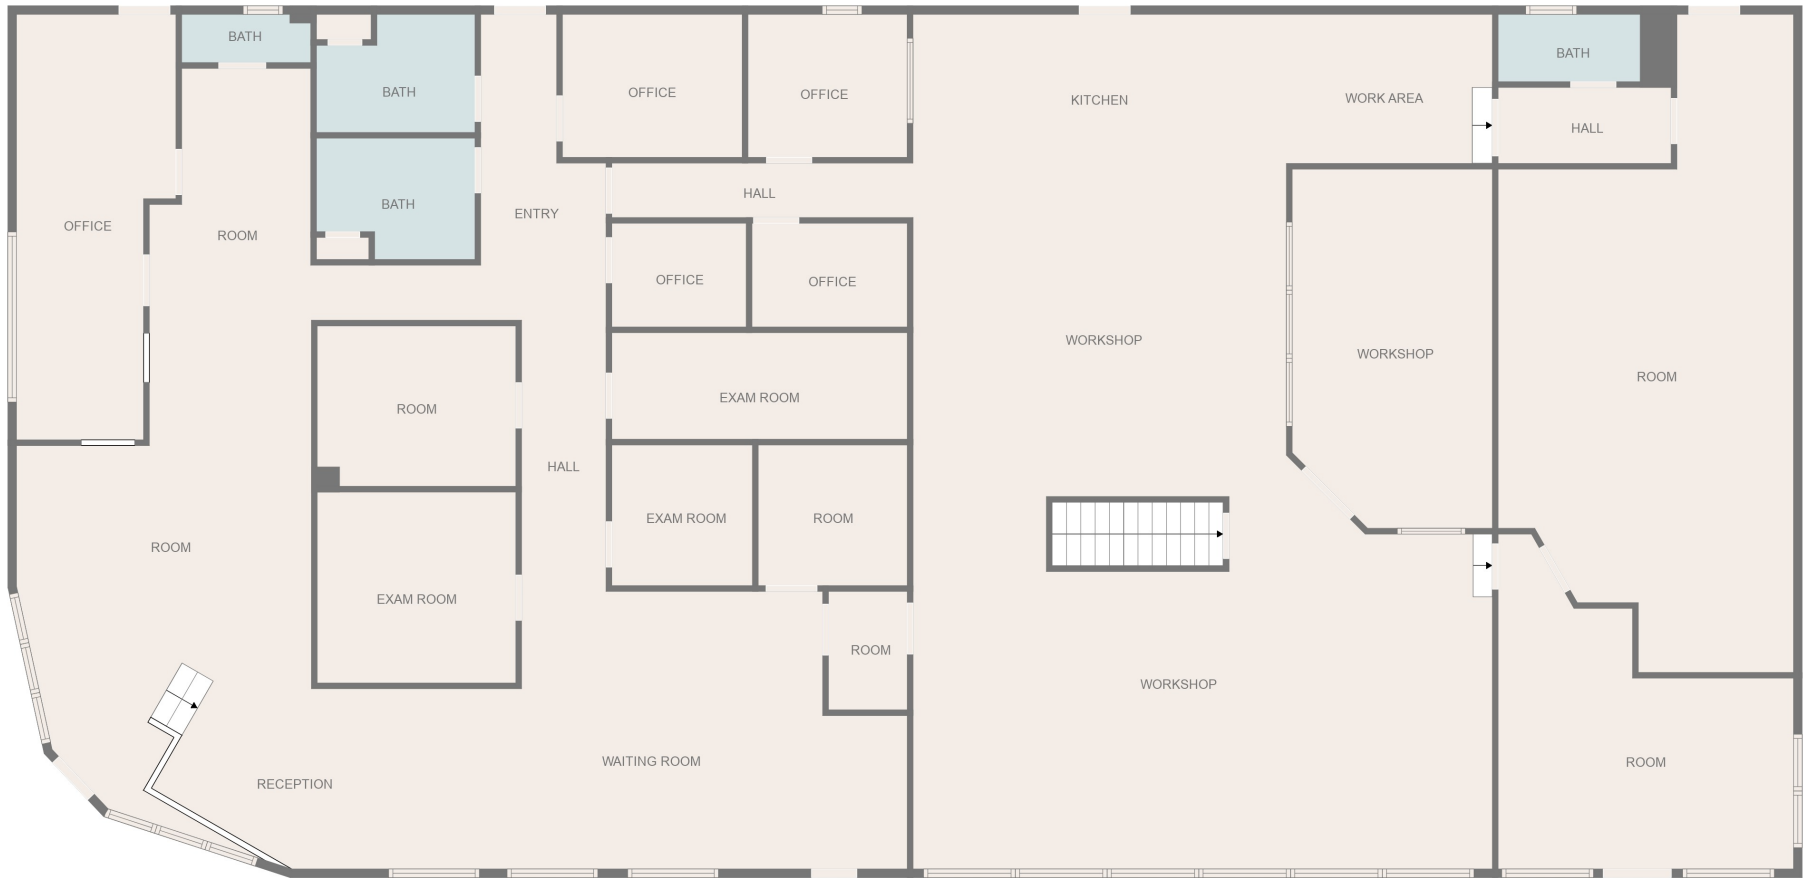 BATH
BATH
OFFICE
OFFICE
KITCHEN
WORK AREA
BATH
HALL
BATH
ENTRY
HALL
OFFICE
ROOM
OFFICE
OFFICE
WORKSHOP
WORKSHOP
ROOM
ROOM
EXAM ROOM
HALL
EXAM ROOM
ROOM
ROOM
EXAM ROOM
ROOM
WORKSHOP
RECEPTION
WAITING ROOM
ROOM